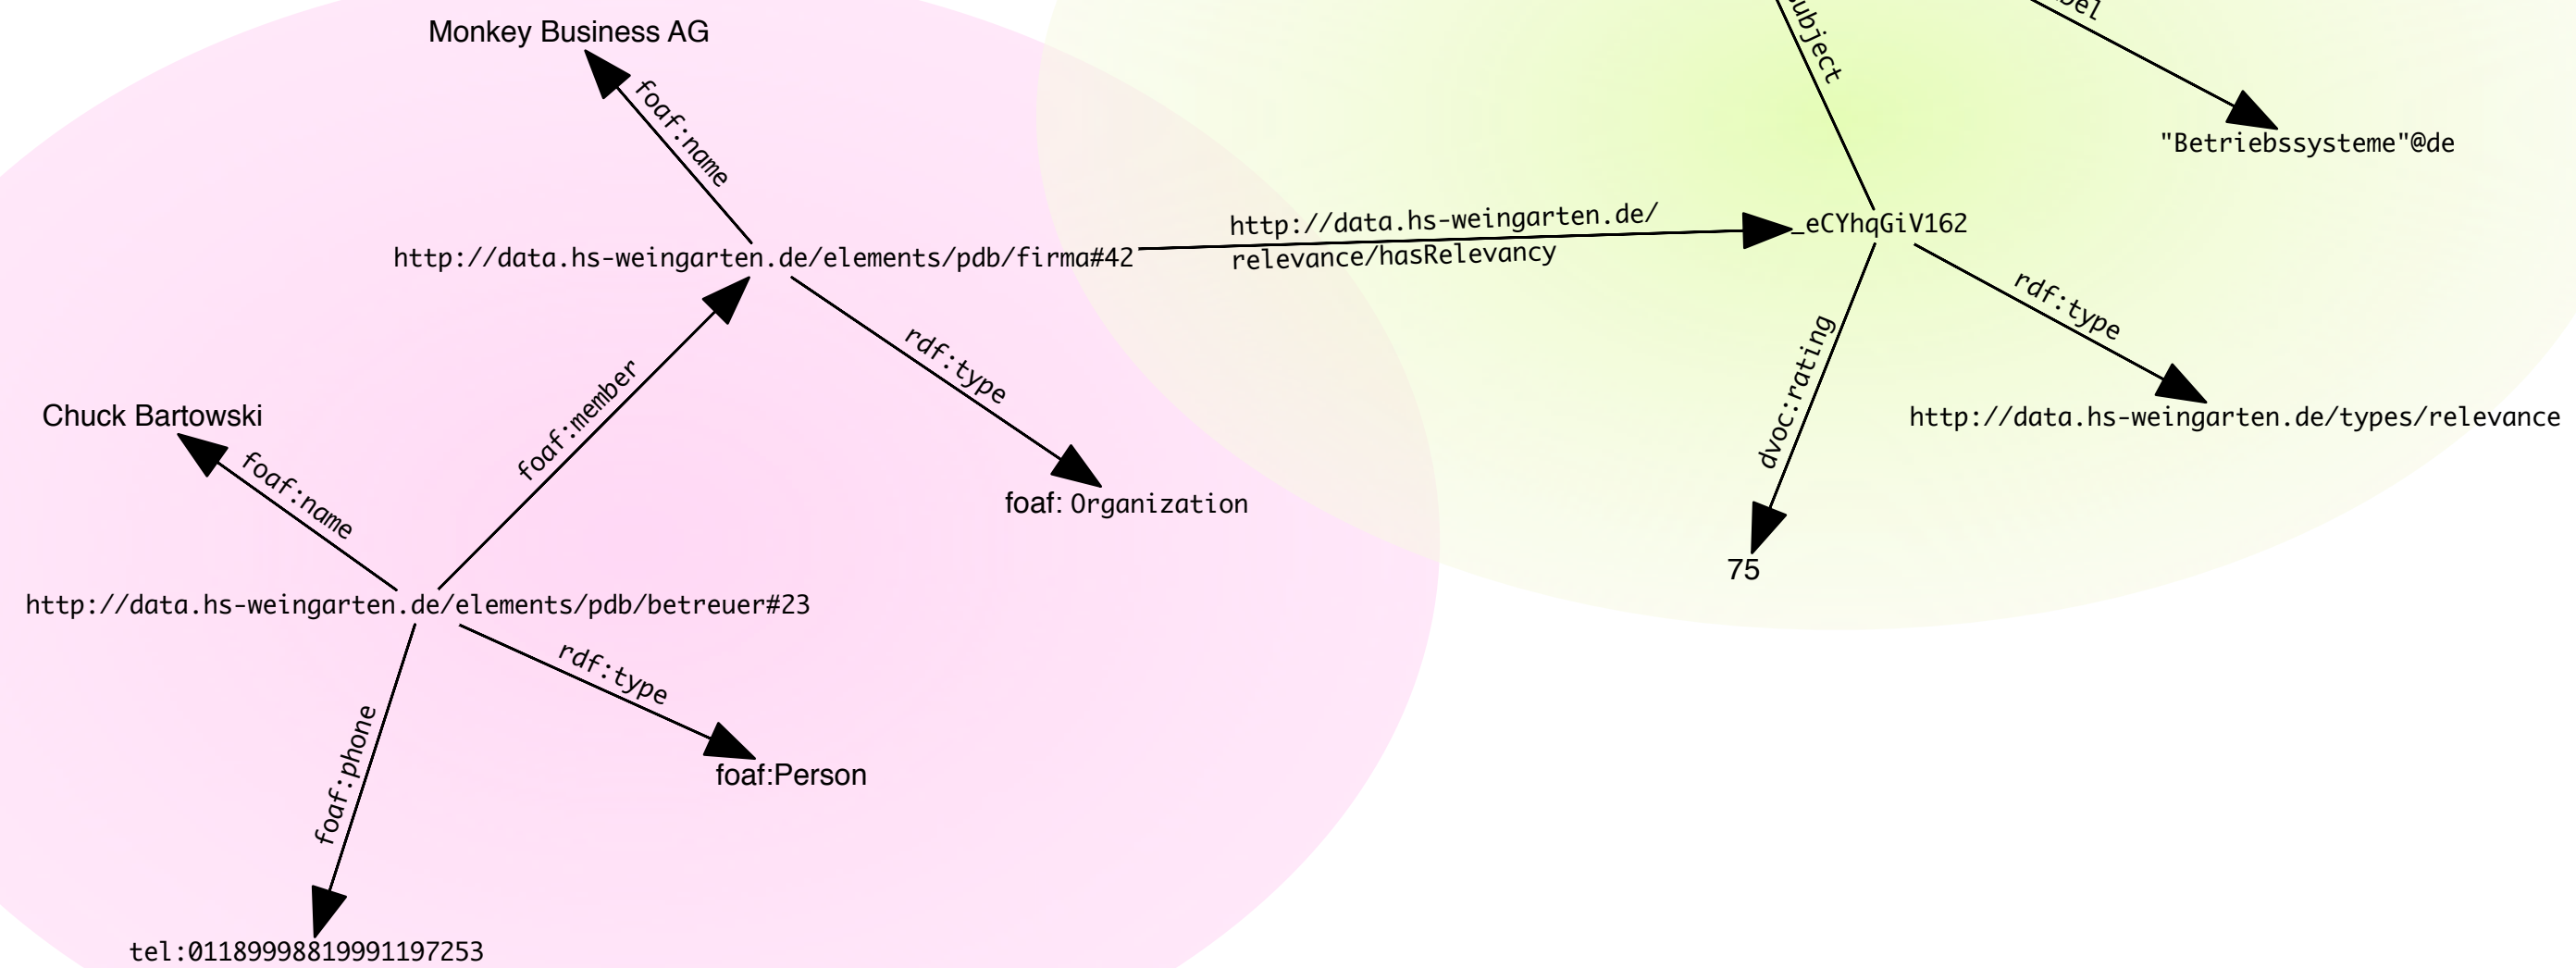 Monkey Business AG
foaf:name
ubject
bel
"Betriebssysteme"@de
http://data.hs-weingarten.de/elements/pdb/firma#42
http://data.hs-weingarten.de/
relevance/hasRelevancy
_eCYhqGiV162
rdf:type
rdf:type
dvoc:rating
http://data.hs-weingarten.de/types/relevance
foaf:member
Chuck Bartowski
foaf:name
foaf: Organization
75
http://data.hs-weingarten.de/elements/pdb/betreuer#23
rdf:type
foaf:phone
foaf:Person
tel:01189998819991197253